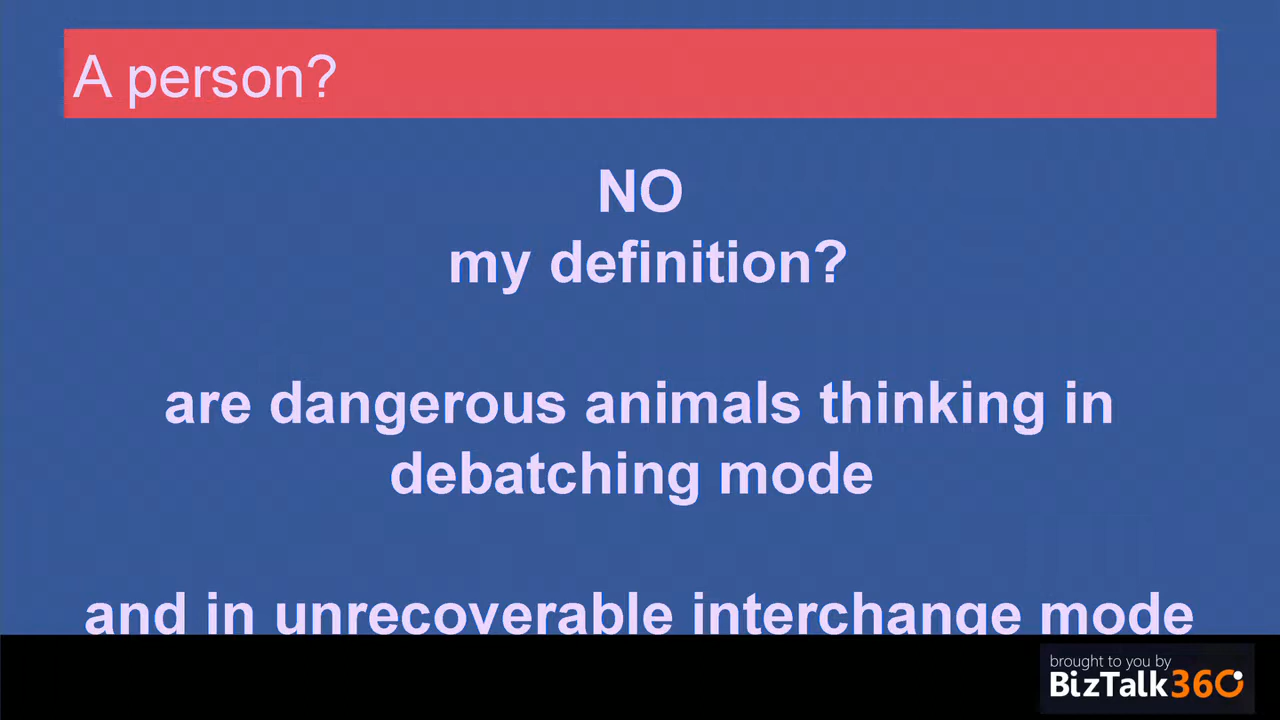 A person?
NO
my definition?
are dangerous animals thinking in
debatching mode
and in unrecoverable interchange mode
brought to you by
BizTalk360